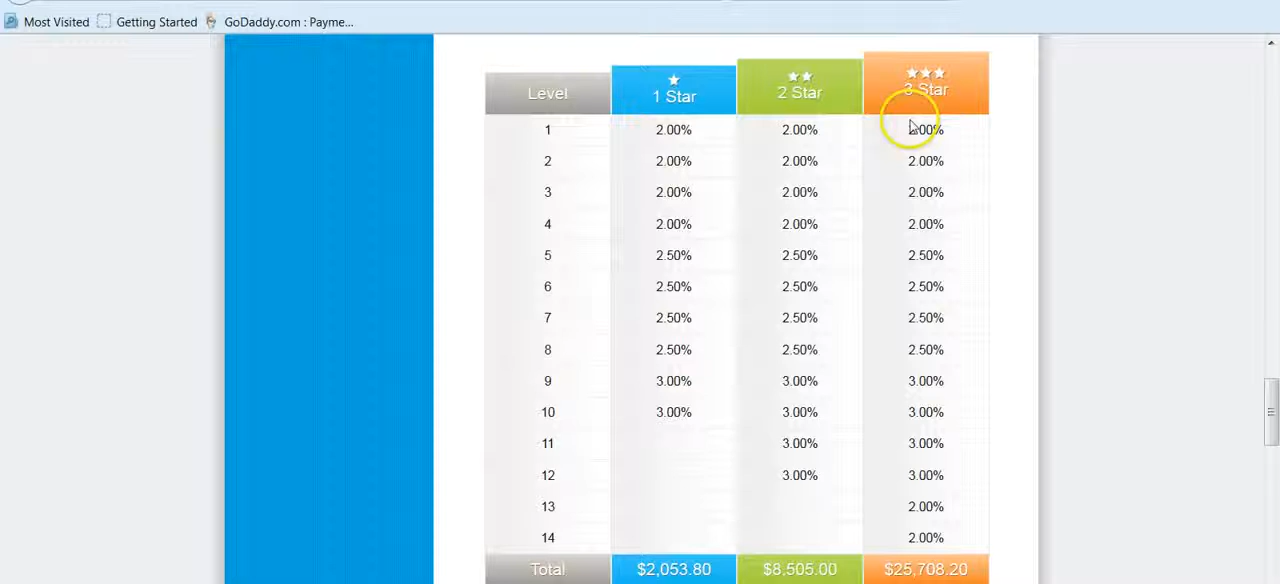 Most Visited Getting Started GoDaddy.com : Payme...
Level 1 Star 2 Star 3 Star
1 2.00% 2.00% 2.00%
2 2.00% 2.00% 2.00%
3 2.00% 2.00% 2.00%
4 2.00% 2.00% 2.00%
5 2.50% 2.50% 2.50%
6 2.50% 2.50% 2.50%
7 2.50% 2.50% 2.50%
8 2.50% 2.50% 2.50%
9 3.00% 3.00% 3.00%
10 3.00% 3.00% 3.00%
11 3.00% 3.00%
12 3.00% 3.00%
13 2.00%
14 2.00%
Total $2,053.80 $8,505.00 $25,708.20